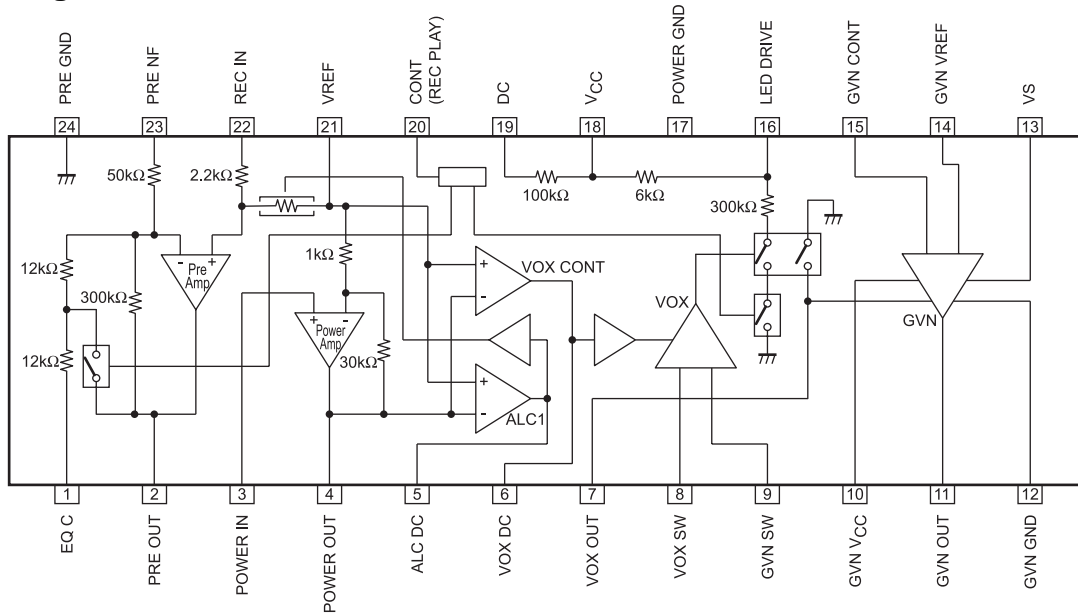 PRE GND
PRE NF
REC IN
VREF
CONT
(REC PLAY)
DC
VCC
POWER GND
LED DRIVE
GVN CONT
GVN VREF
VS
24
23
22
21
20
19
18
17
16
15
14
13
50kΩ
2.2kΩ
100kΩ
6kΩ
300kΩ
12kΩ
- +
Pre
Amp
1kΩ
+
VOX CONT
-
300kΩ
VOX
GVN
+ -
Power
Amp
12kΩ
30kΩ
+
-
ALC1
1
2
3
4
5
6
7
8
9
10
11
12
EQ C
PRE OUT
POWER IN
POWER OUT
ALC DC
VOX DC
VOX OUT
VOX SW
GVN SW
GVN VCC
GVN OUT
GVN GND